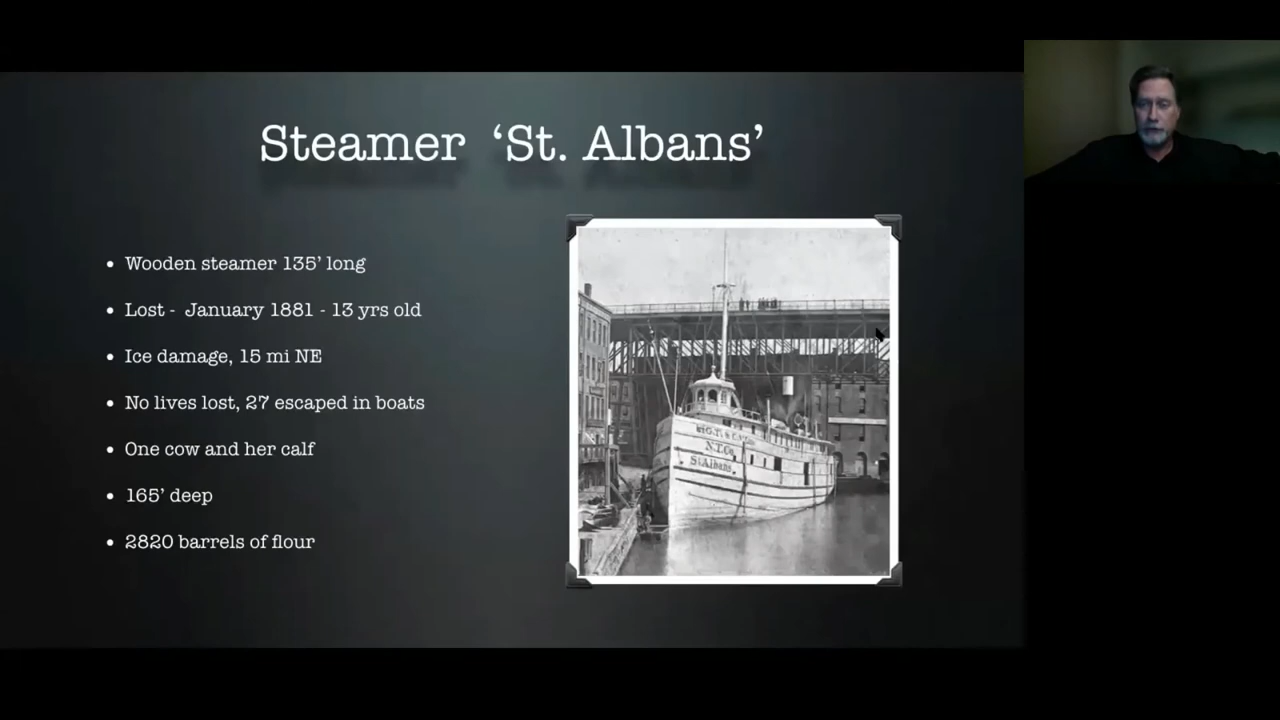 Steamer ‘St. Albans’
• Wooden steamer 135’ long
• Lost - January 1881 - 13 yrs old
• Ice damage, 15 mi NE
• No lives lost, 27 escaped in boats
• One cow and her calf
• 165’ deep
• 2820 barrels of flour
N.T.Co.
St.Albans.